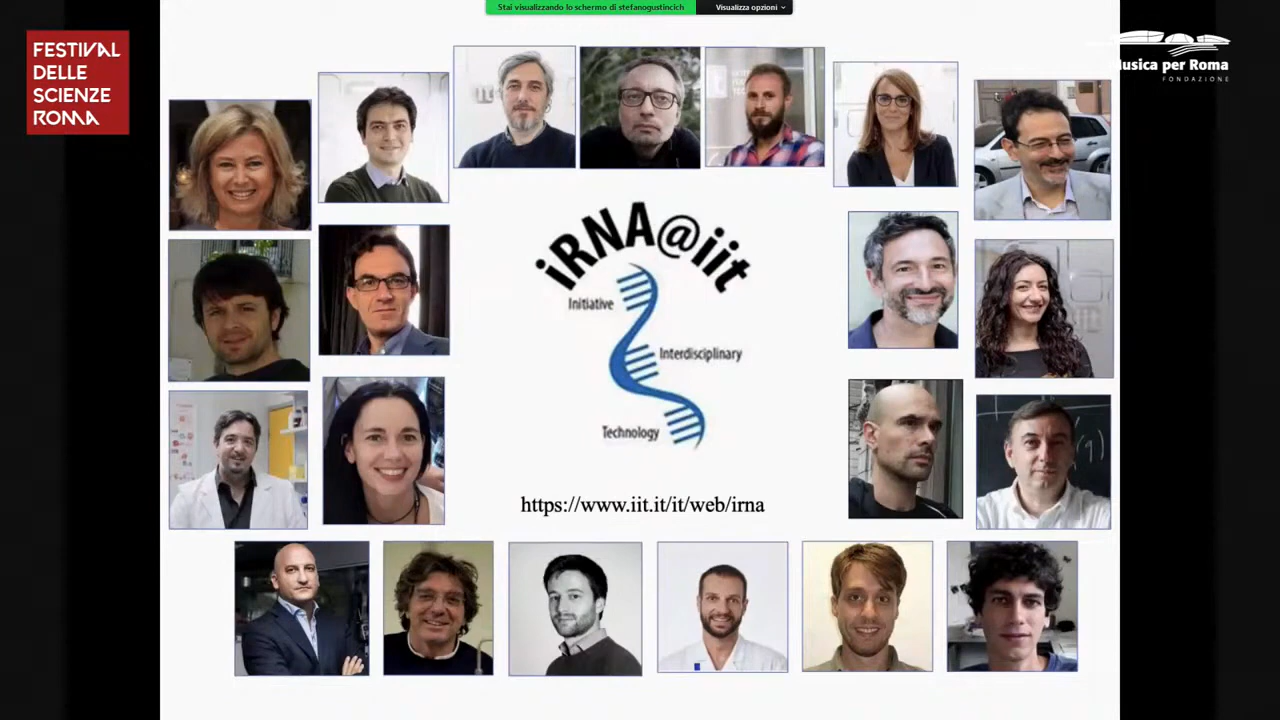 Stai visualizzando lo schermo di stefanogustincich
Visualizza opzioni
FESTIVAL
DELLE
SCIENZE
ROMA
Musica per Roma
FONDAZIONE
iRNA@iit
Initiative
Interdisciplinary
Technology
https://www.iit.it/it/web/irna